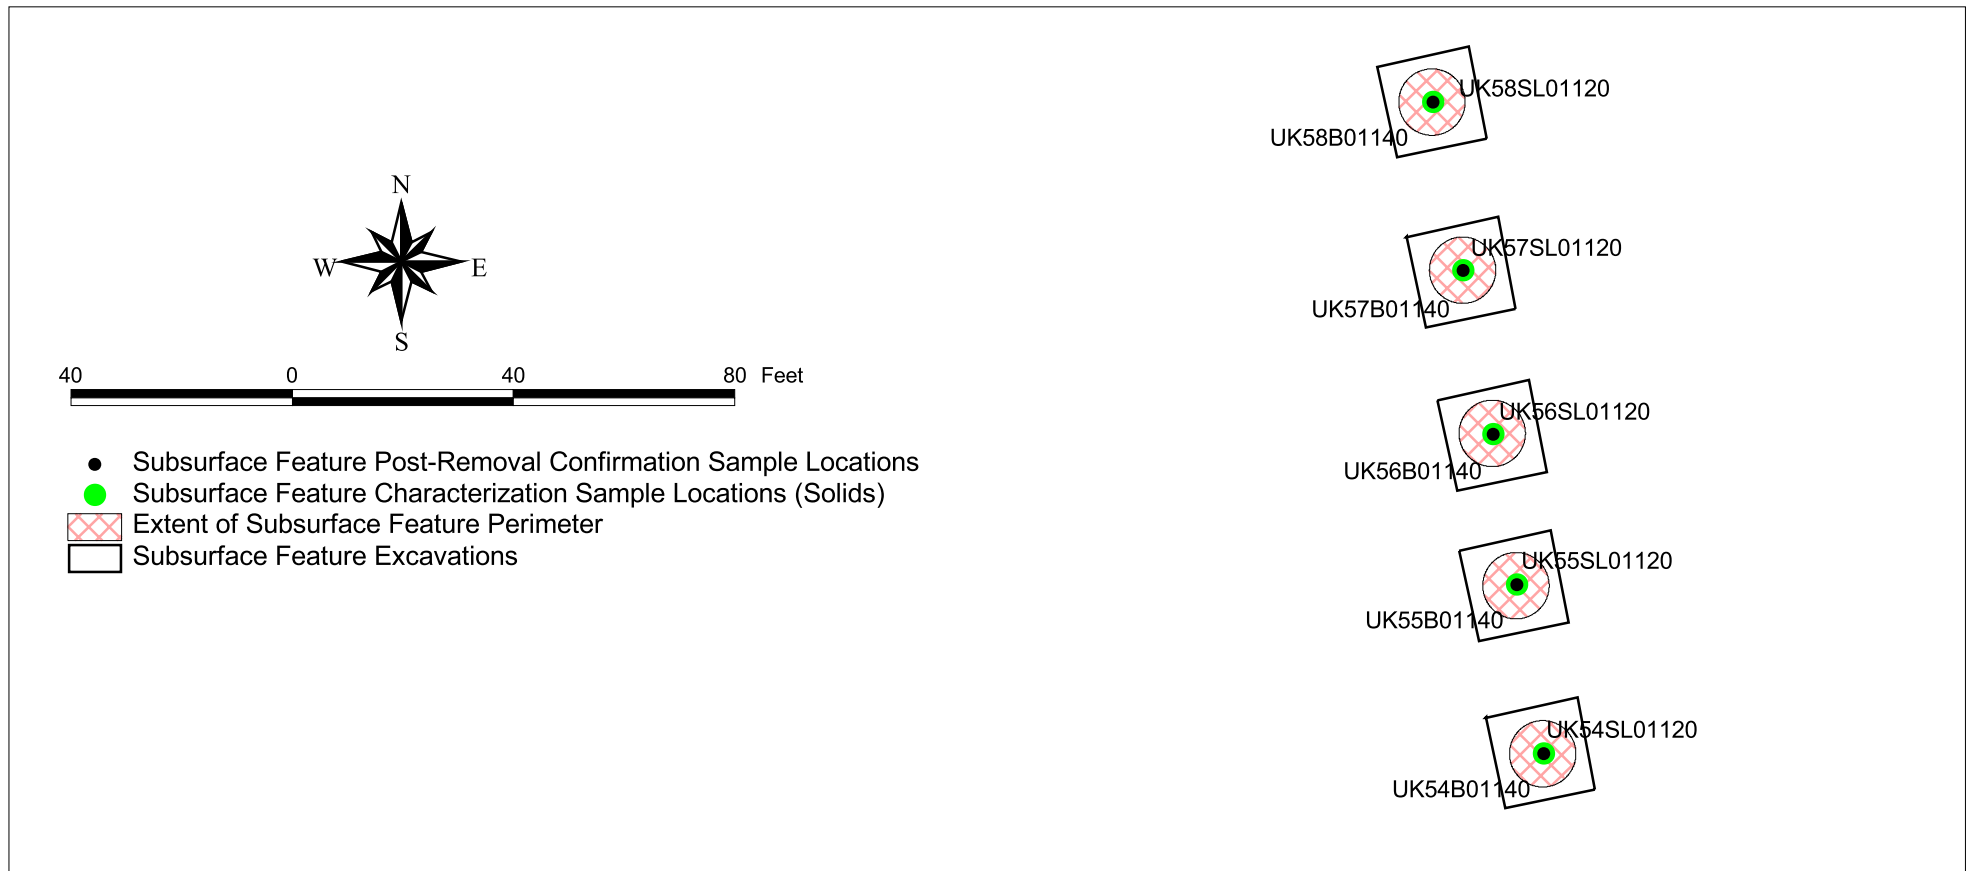 N
W E
S
40 0 40 80 Feet
Subsurface Feature Post-Removal Confirmation Sample Locations
Subsurface Feature Characterization Sample Locations (Solids)
Extent of Subsurface Feature Perimeter
Subsurface Feature Excavations
UK58SL01120
UK58B01140
UK57SL01120
UK57B01140
UK56SL01120
UK56B01140
UK55SL01120
UK55B01140
UK54SL01120
UK54B01140